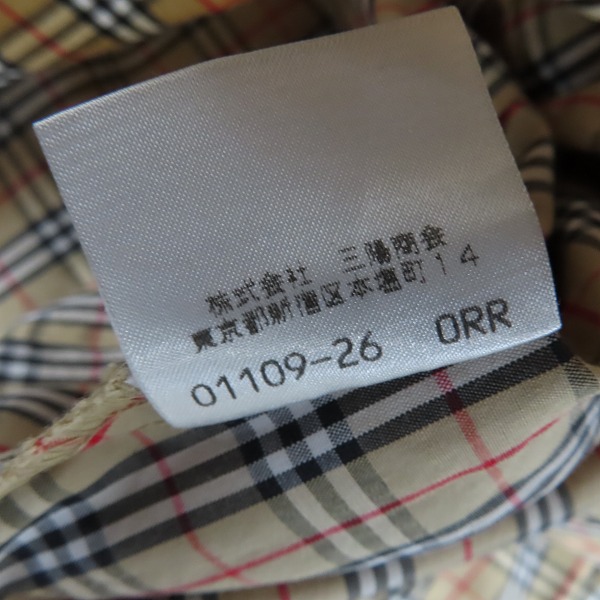 株式会社 三陽商会
東京都新宿区本塩町14
01109-26 ORR